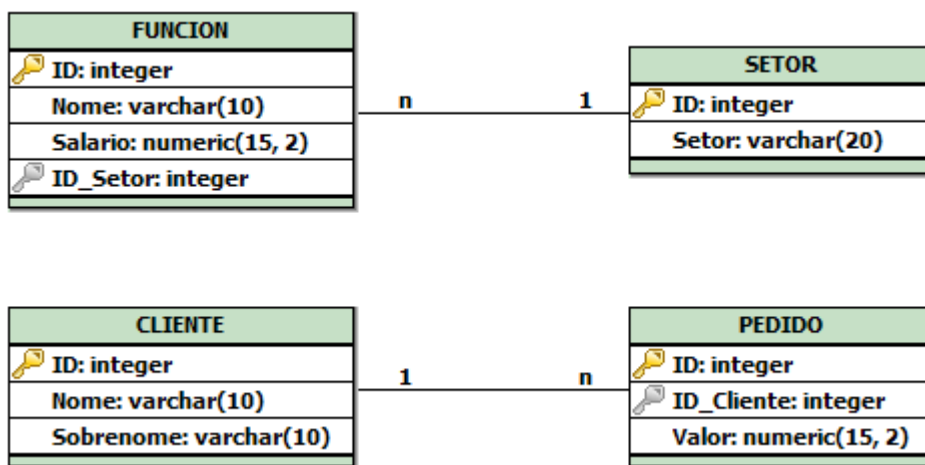 FUNCION
ID: integer
Nome: varchar(10)
Salario: numeric(15, 2)
ID_Setor: integer
n
1
SETOR
ID: integer
Setor: varchar(20)
CLIENTE
ID: integer
Nome: varchar(10)
Sobrenome: varchar(10)
1
n
PEDIDO
ID: integer
ID_Cliente: integer
Valor: numeric(15, 2)